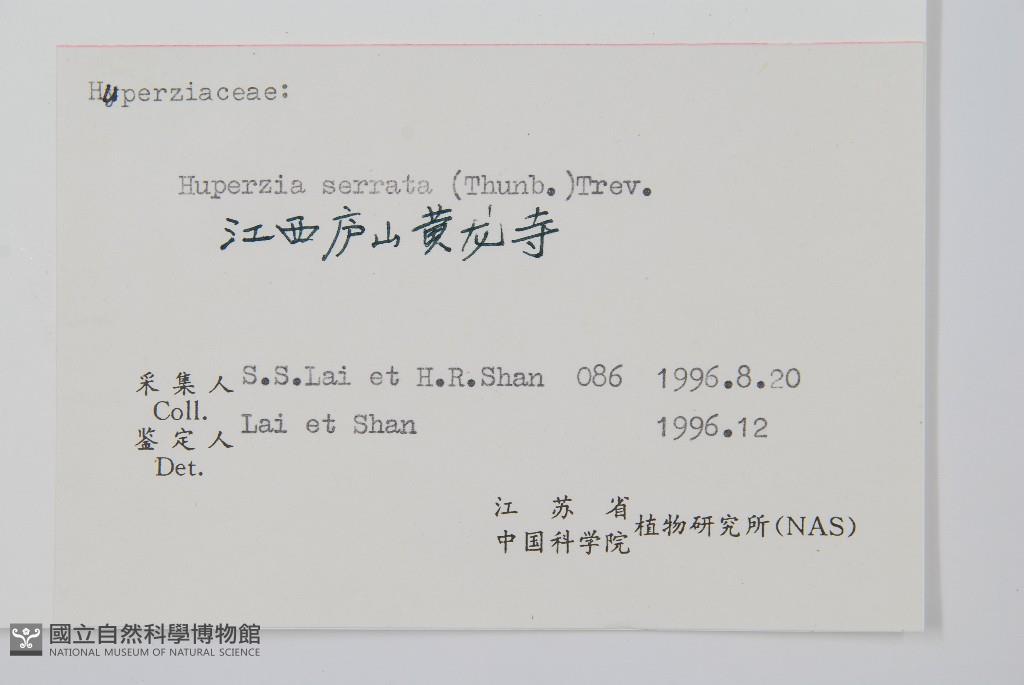 Huperziaceae:
Huperzia serrata (Thunb.)Trev.
江西庐山黄龙寺
采集人 S.S.Lai et H.R.Shan 086 1996.8.20
Coll.
鉴定人 Lai et Shan 1996.12
Det.
江苏省
中国科学院植物研究所(NAS)
國立自然科學博物館
NATIONAL MUSEUM OF NATURAL SCIENCE